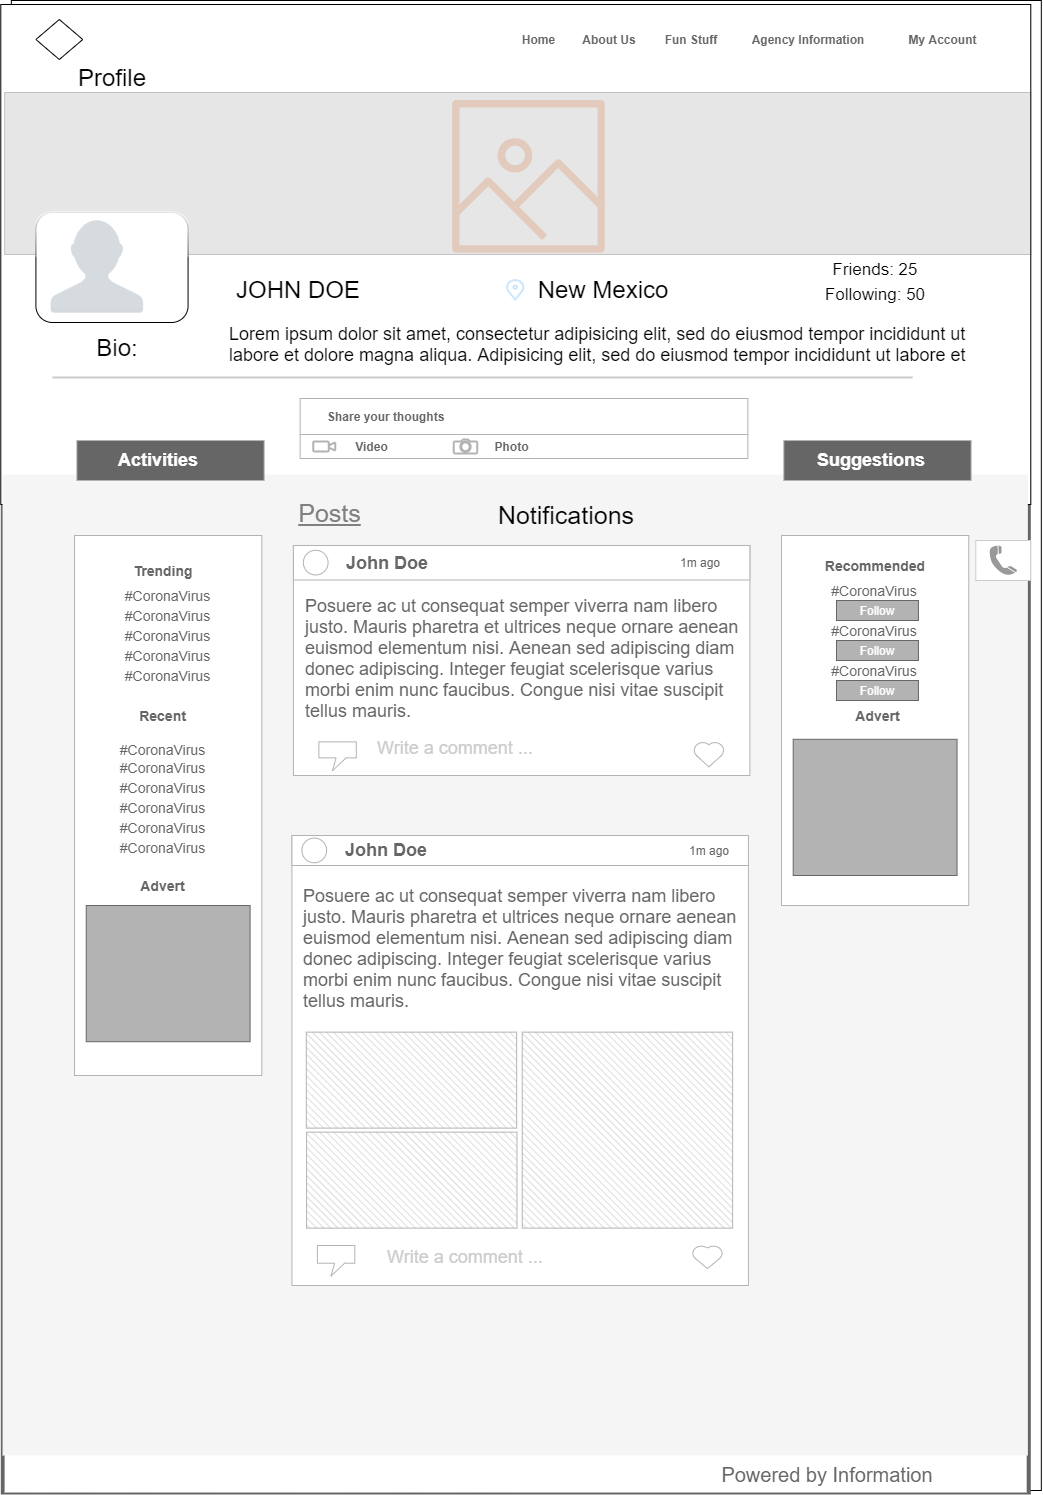 Home About Us Fun Stuff Agency Information My Account
Profile
Friends: 25
JOHN DOE New Mexico
Following: 50
Lorem ipsum dolor sit amet, consectetur adipisicing elit, sed do eiusmod tempor incididunt ut
labore et dolore magna aliqua. Adipisicing elit, sed do eiusmod tempor incididunt ut labore et
Bio:
Share your thoughts
Video Photo
Activities
Suggestions
Posts Notifications
Trending
#CoronaVirus
#CoronaVirus
#CoronaVirus
#CoronaVirus
#CoronaVirus
Recent
#CoronaVirus
#CoronaVirus
#CoronaVirus
#CoronaVirus
#CoronaVirus
#CoronaVirus
Advert
John Doe 1m ago
Posuere ac ut consequat semper viverra nam libero
justo. Mauris pharetra et ultrices neque ornare aenean
euismod elementum nisi. Aenean sed adipiscing diam
donec adipiscing. Integer feugiat scelerisque varius
morbi enim nunc faucibus. Congue nisi vitae suscipit
tellus mauris.
Write a comment ...
John Doe 1m ago
Posuere ac ut consequat semper viverra nam libero
justo. Mauris pharetra et ultrices neque ornare aenean
euismod elementum nisi. Aenean sed adipiscing diam
donec adipiscing. Integer feugiat scelerisque varius
morbi enim nunc faucibus. Congue nisi vitae suscipit
tellus mauris.
Write a comment ...
Recommended
#CoronaVirus
Follow
#CoronaVirus
Follow
#CoronaVirus
Follow
Advert
Powered by Information